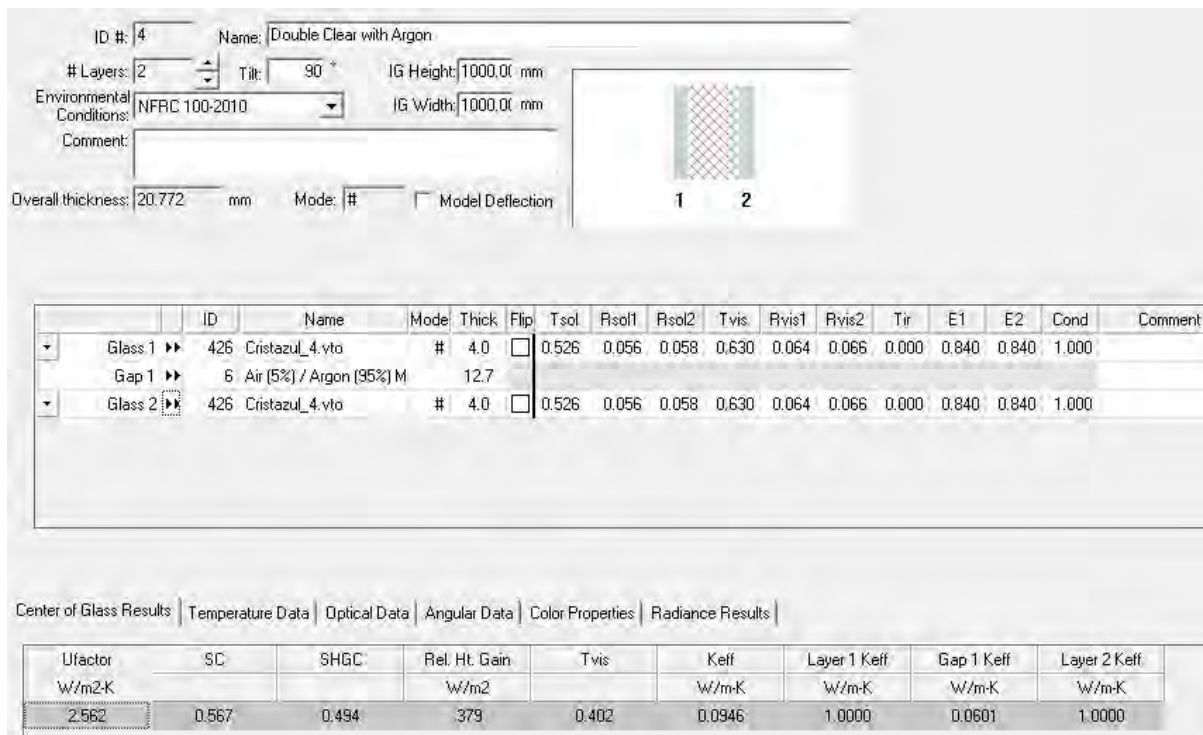 ID #: 4 Name: Double Clear with Argon
# Layers: 2 Tilt: 90 ° IG Height: 1000.00 mm
Environmental Conditions: NFRC 100-2010 IG Width: 1000.00 mm
Comment:
Overall thickness: 20.772 mm Mode: # Model Deflection
1 2
ID Name Mode Thick Flip Tsol Rsol1 Rsol2 Tvis Rvis1 Rvis2 Tir E1 E2 Cond Comment
Glass 1 426 Cristazul_4.vto # 4.0 0.526 0.056 0.058 0.630 0.064 0.066 0.000 0.840 0.840 1.000
Gap 1 6 Air (5%) / Argon (95%) M 12.7
Glass 2 426 Cristazul_4.vto # 4.0 0.526 0.056 0.058 0.630 0.064 0.066 0.000 0.840 0.840 1.000
Center of Glass Results Temperature Data Optical Data Angular Data Color Properties Radiance Results
Ufactor SC SHGC Rel. Ht. Gain Tvis Keff Layer 1 Keff Gap 1 Keff Layer 2 Keff
W/m2-K W/m2 W/m-K W/m-K W/m-K W/m-K
2.562 0.567 0.494 379 0.402 0.0946 1.0000 0.0601 1.0000